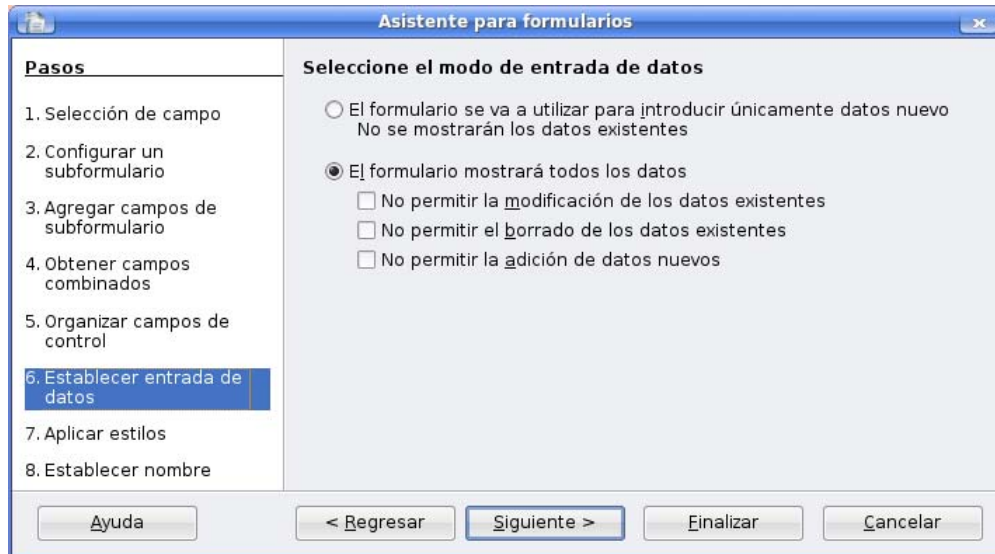 Asistente para formularios
Pasos
1. Selección de campo
2. Configurar un
subformulario
3. Agregar campos de
subformulario
4. Obtener campos
combinados
5. Organizar campos de
control
6. Establecer entrada de
datos
7. Aplicar estilos
8. Establecer nombre
Seleccione el modo de entrada de datos
El formulario se va a utilizar para introducir únicamente datos nuevo
No se mostrarán los datos existentes
El formulario mostrará todos los datos
No permitir la modificación de los datos existentes
No permitir el borrado de los datos existentes
No permitir la adición de datos nuevos
Ayuda
< Regresar
Siguiente >
Finalizar
Cancelar